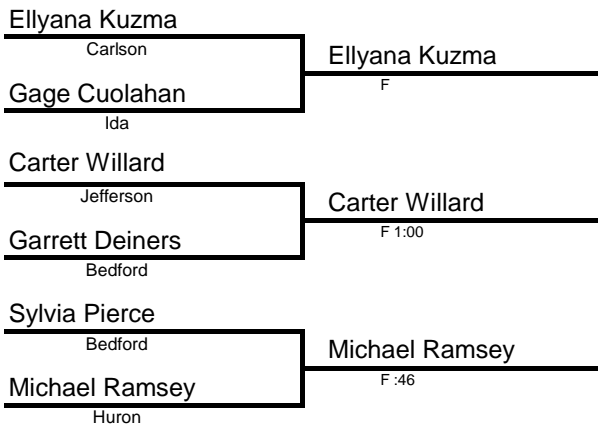 Ellyana Kuzma
Carlson
Ellyana Kuzma
F
Gage Cuolahan
Ida
Carter Willard
Jefferson
Carter Willard
F 1:00
Garrett Deiners
Bedford
Sylvia Pierce
Bedford
Michael Ramsey
F :46
Michael Ramsey
Huron